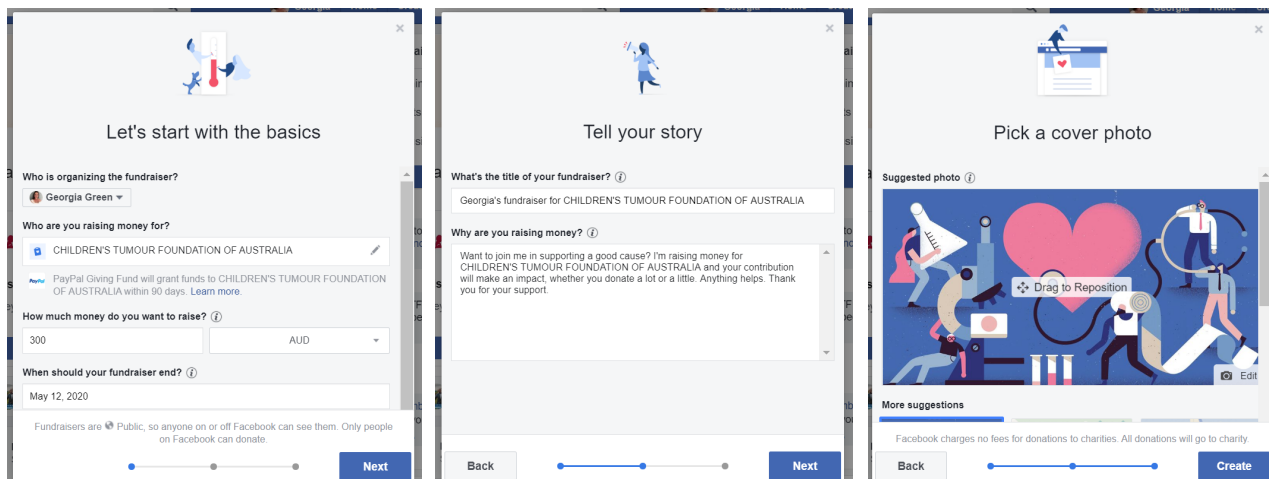 Georgia Home
Let's start with the basics
Who is organizing the fundraiser?
Georgia Green
Who are you raising money for?
CHILDREN'S TUMOUR FOUNDATION OF AUSTRALIA
PayPal
PayPal Giving Fund will grant funds to CHILDREN'S TUMOUR FOUNDATION
OF AUSTRALIA within 90 days. Learn more.
How much money do you want to raise?
300
AUD
When should your fundraiser end?
May 12, 2020
Fundraisers are Public, so anyone on or off Facebook can see them. Only people
on Facebook can donate.
Next
Georgia Home
Tell your story
What's the title of your fundraiser?
Georgia's fundraiser for CHILDREN'S TUMOUR FOUNDATION OF AUSTRALIA
Why are you raising money?
Want to join me in supporting a good cause? I'm raising money for
CHILDREN'S TUMOUR FOUNDATION OF AUSTRALIA and your contribution
will make an impact, whether you donate a lot or a little. Anything helps. Thank
you for your support.
Back
Next
Georgia Home
Pick a cover photo
Suggested photo
Drag to Reposition
Edit
More suggestions
Facebook charges no fees for donations to charities. All donations will go to charity.
Back
Create